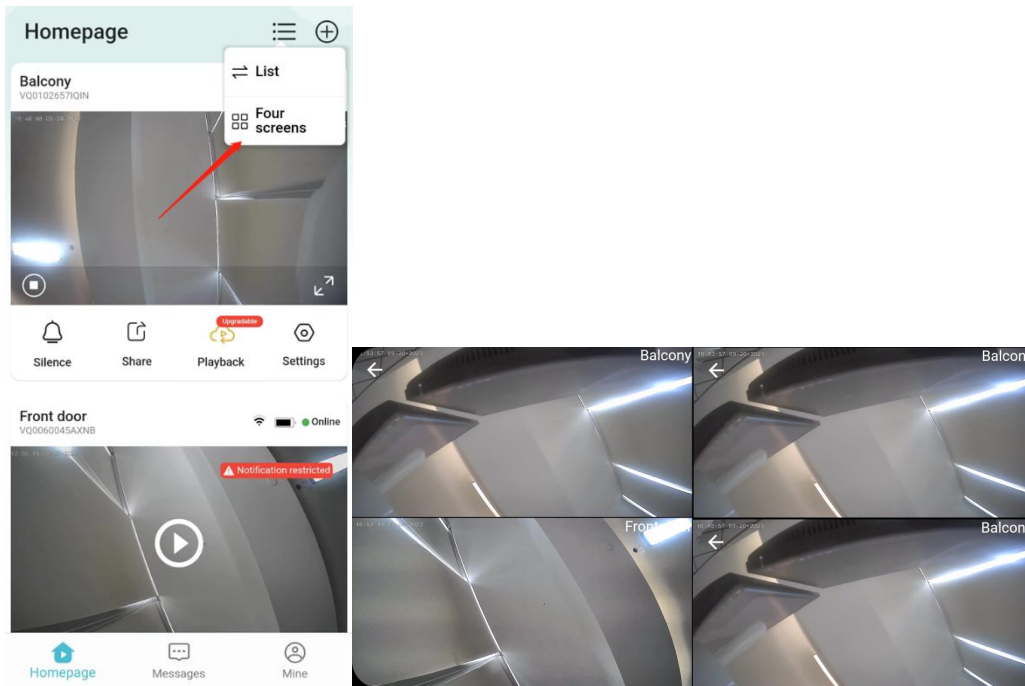 Homepage
List
Four
screens
Balcony
VQ0102657IQIN
Upgradable
Silence
Share
Playback
Settings
Front door
VQ0060045AXNB
Online
Notification restricted
Homepage
Messages
Mine
Balcony
Balcon
Front
Balcon